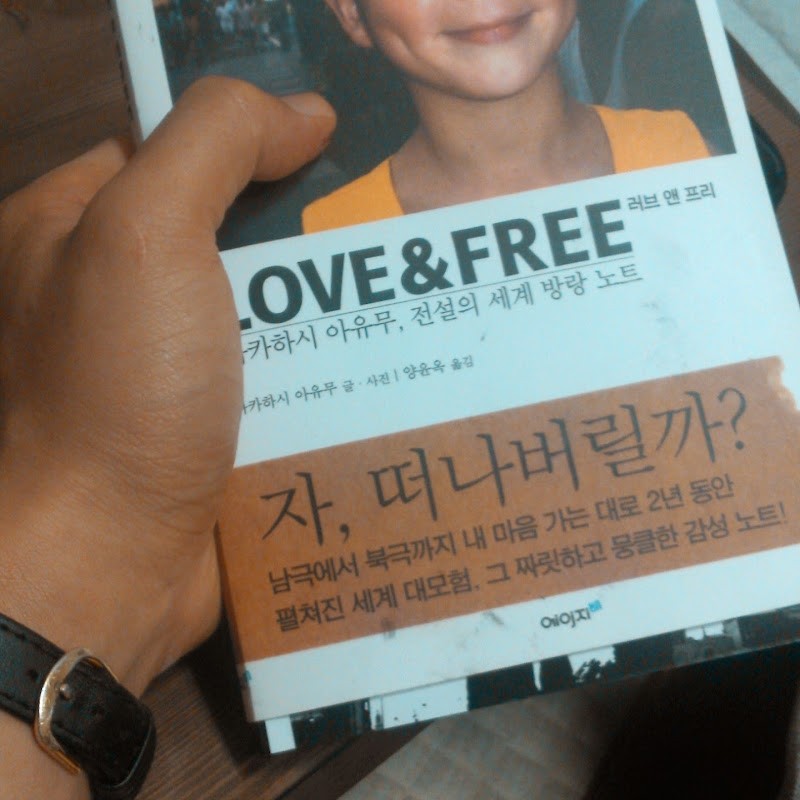 LOVE&FREE 러브 앤 프리
카하시 아유무, 전설의 세계 방랑 노트
카하시 아유무 글·사진 | 양윤옥 옮김
자, 떠나버릴까?
남극에서 북극까지 내 마음 가는 대로 2년 동안
펼쳐진 세계 대모험, 그 짜릿하고 뭉클한 감성 노트!
에이지